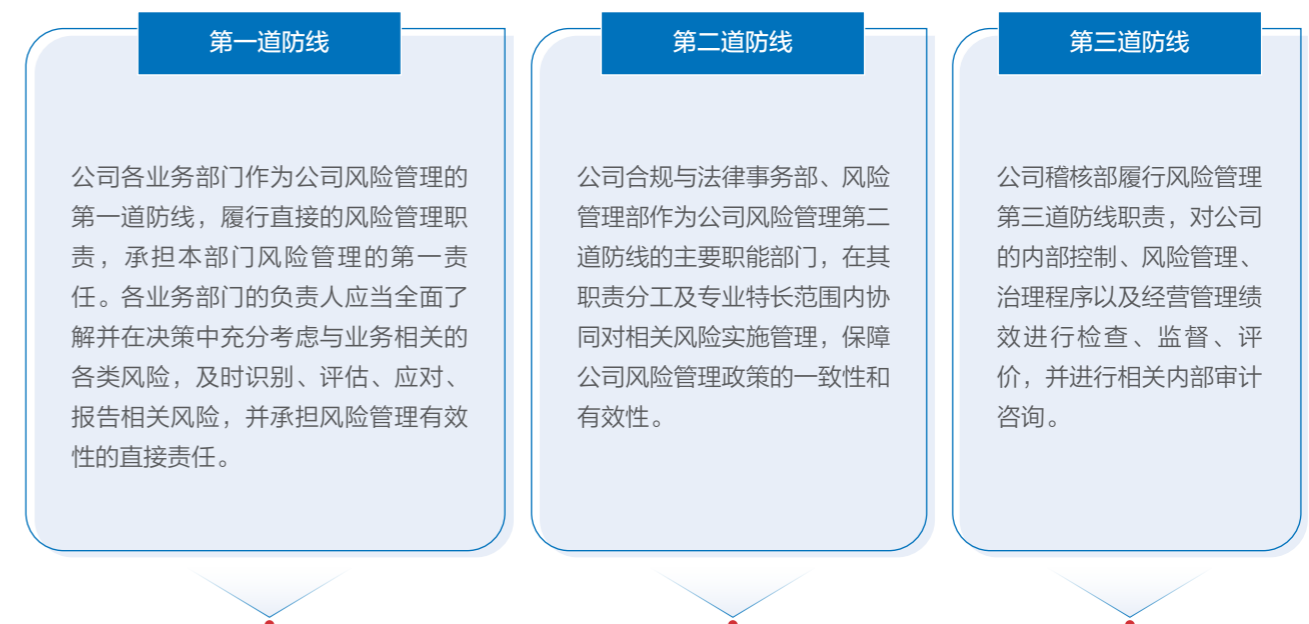 第一道防线
公司各业务部门作为公司风险管理的
第一道防线，履行直接的风险管理职
责，承担本部门风险管理的第一责
任。各业务部门的负责人应当全面了
解并在决策中充分考虑与业务相关的
各类风险，及时识别、评估、应对、
报告相关风险，并承担风险管理有效
性的直接责任。
第二道防线
公司合规与法律事务部、风险
管理部作为公司风险管理第二
道防线的主要职能部门，在其
职责分工及专业特长范围内协
同对相关风险实施管理，保障
公司风险管理政策的一致性和
有效性。
第三道防线
公司稽核部履行风险管理
第三道防线职责，对公司
的内部控制、风险管理、
治理程序以及经营管理绩
效进行检查、监督、评
价，并进行相关内部审计
咨询。